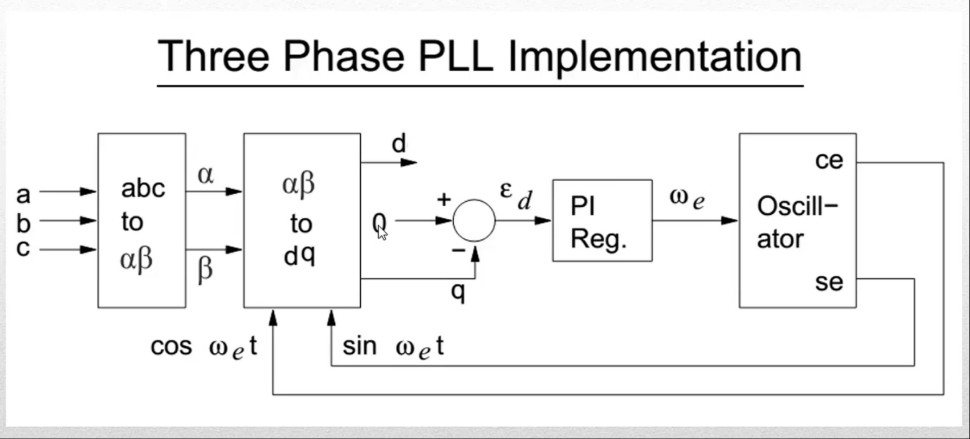 Three Phase PLL Implementation
a
b
c
abc
to
αβ
α
β
αβ
to
dq
d
0
+
−
q
ε d
PI
Reg.
ω e
ce
Oscill−
ator
se
cos ω e t
sin ω e t